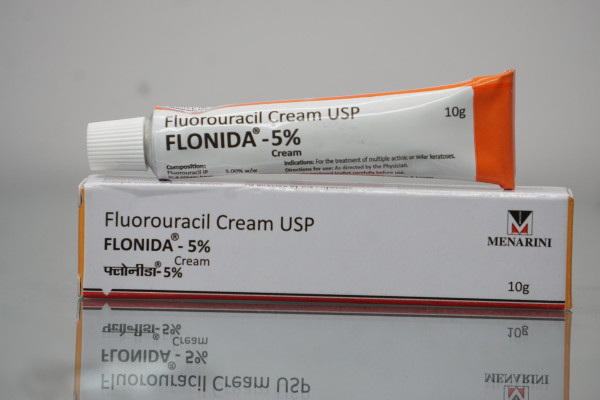 Fluorouracil Cream USP
FLONIDA®-5%
Cream
10g
Composition:
Fluorouracil IP 5.00% w/w
Indications: For the treatment of multiple actinic or solar keratoses.
Directions for use: As directed by the Physician.
Fluorouracil Cream USP
FLONIDA®- 5%
Cream
फ्लोनीडा®-5%
MENARINI
10g